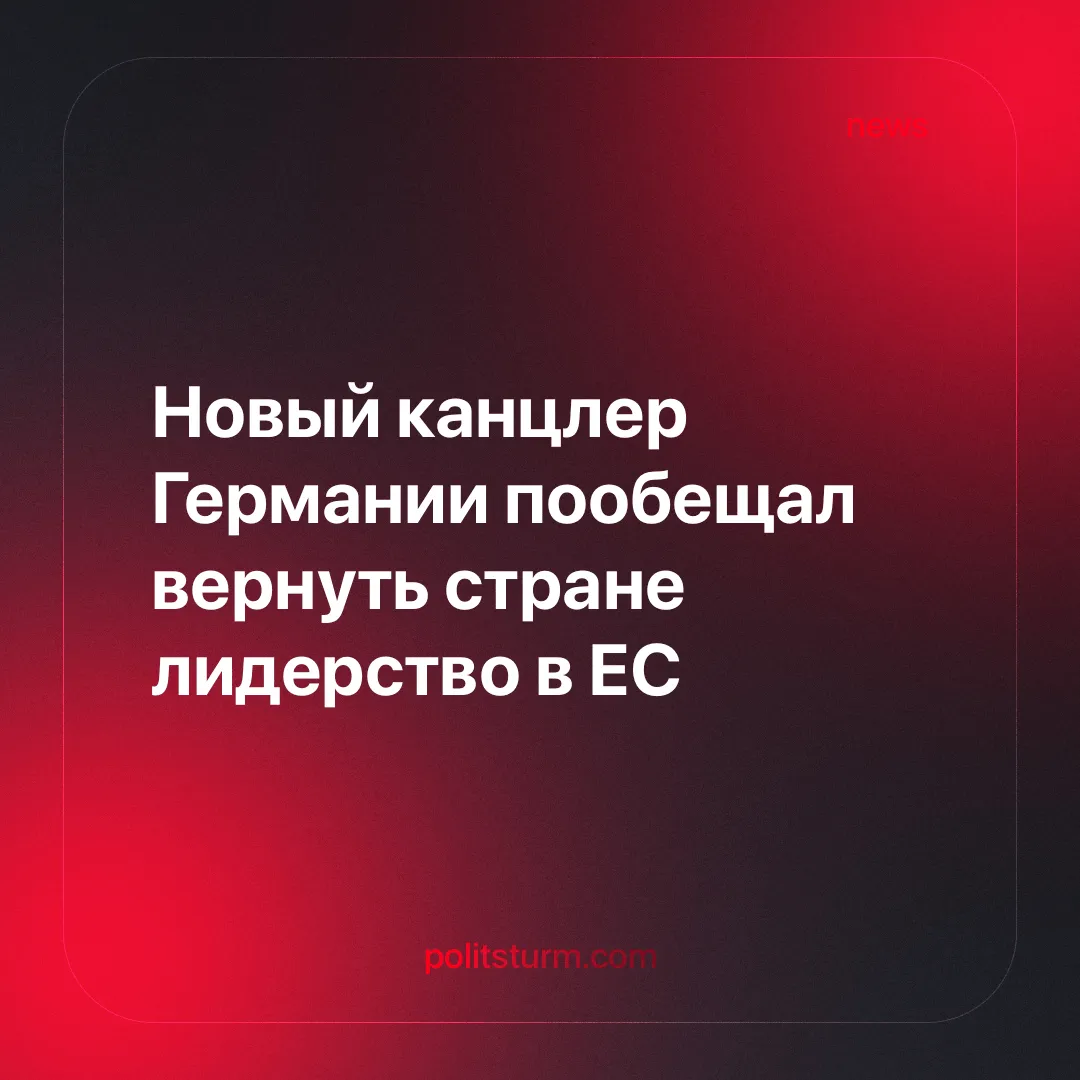 news
Новый канцлер
Германии пообещал
вернуть стране
лидерство в ЕС
politsturm.com